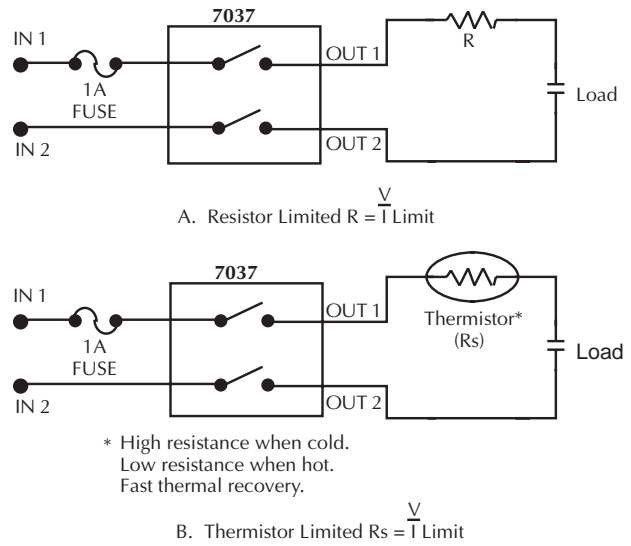 7037
IN 1
OUT 1
R
1A
FUSE
Load
IN 2
OUT 2
V
A. Resistor Limited R = I Limit
7037
IN 1
OUT 1
Thermistor*
(Rs)
1A
FUSE
Load
IN 2
OUT 2
* High resistance when cold.
Low resistance when hot.
Fast thermal recovery.
V
B. Thermistor Limited Rs = I Limit